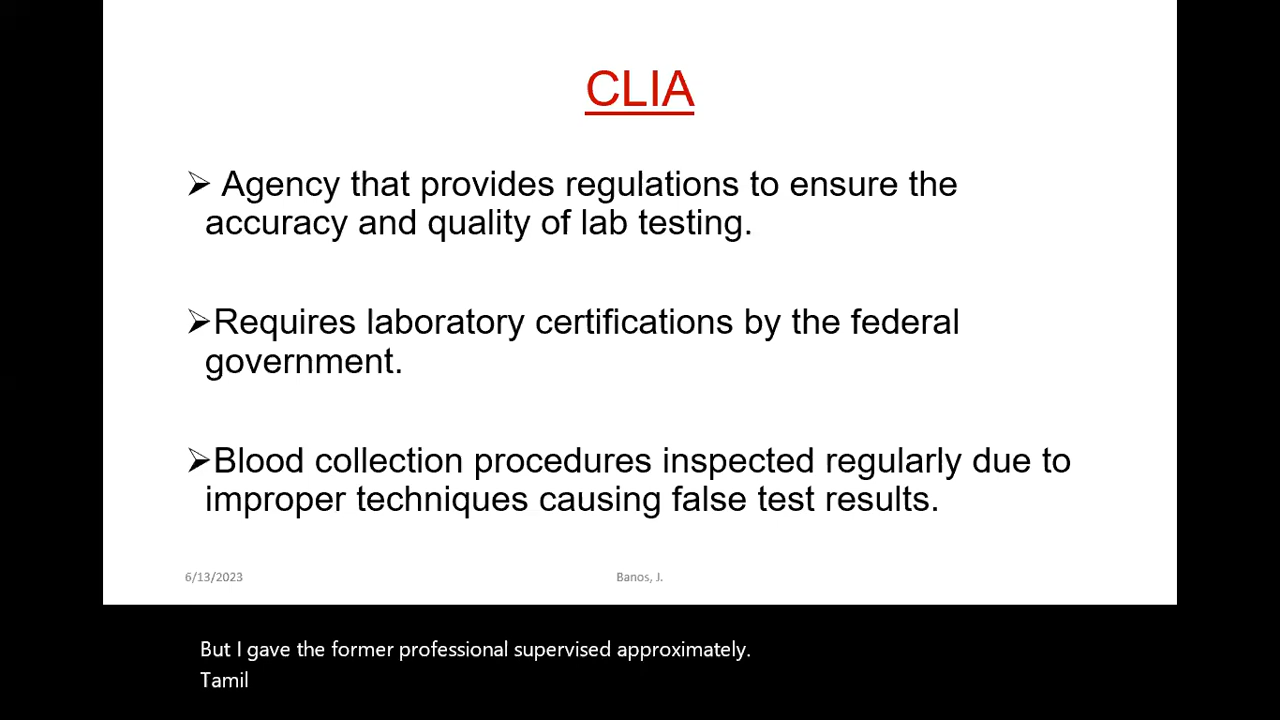 CLIA
➢ Agency that provides regulations to ensure the
accuracy and quality of lab testing.
➢Requires laboratory certifications by the federal
government.
➢Blood collection procedures inspected regularly due to
improper techniques causing false test results.
6/13/2023
Banos, J.
But I gave the former professional supervised approximately.
Tamil